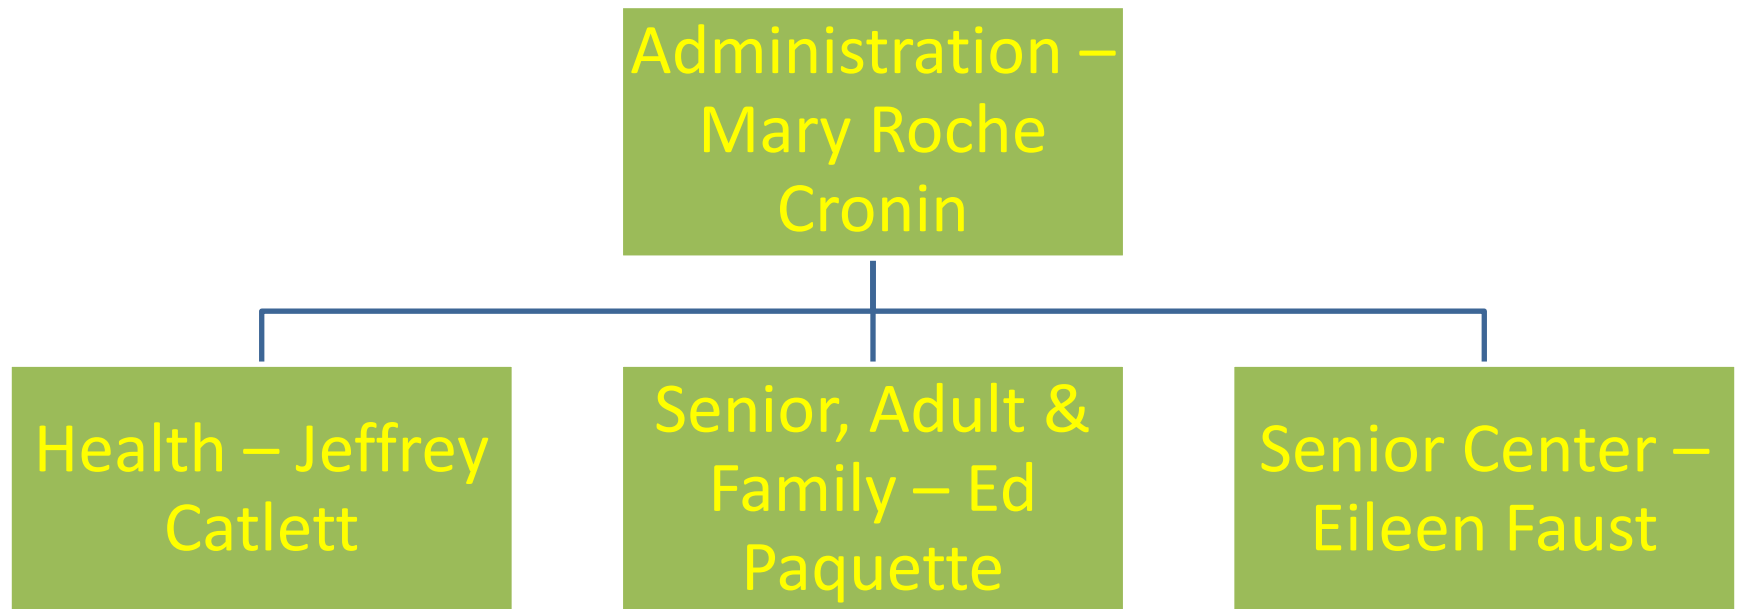 Administration –
Mary Roche
Cronin
Health – Jeffrey
Catlett
Senior, Adult &
Family – Ed
Paquette
Senior Center –
Eileen Faust